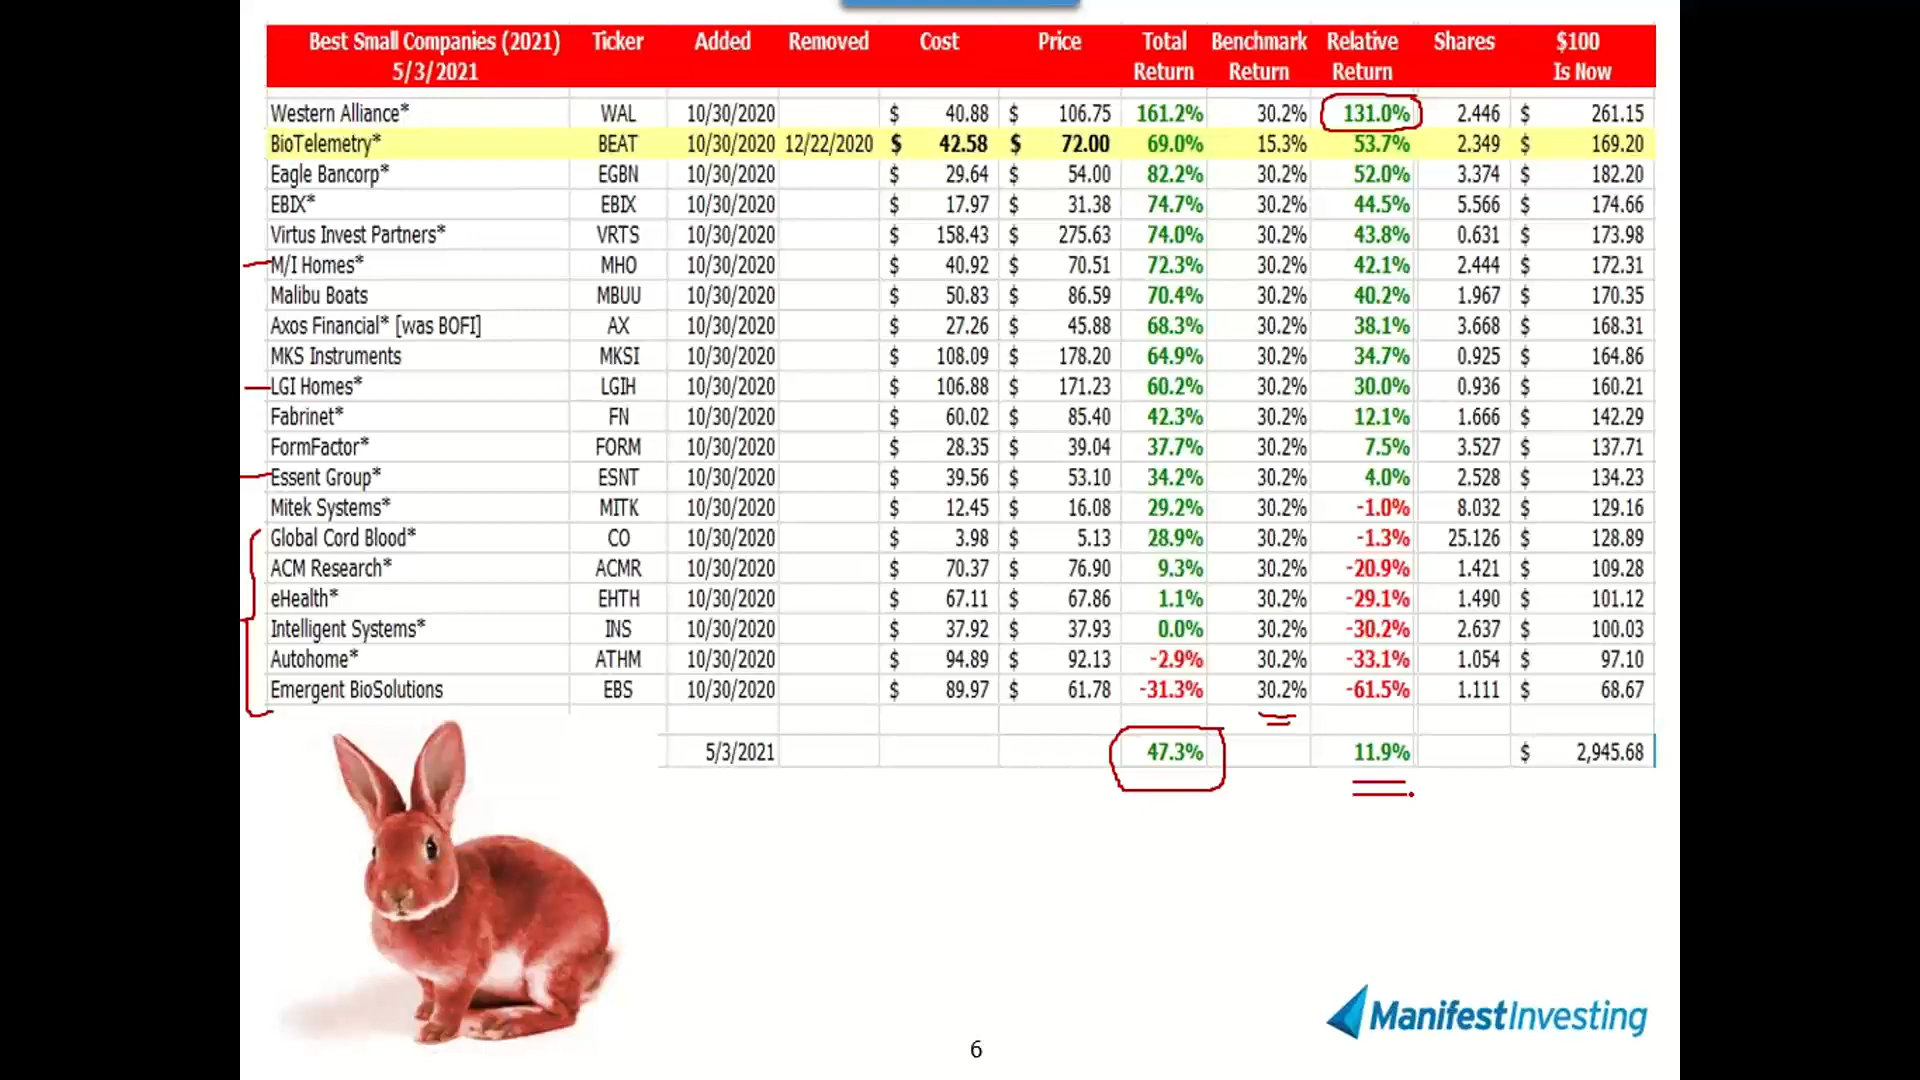 Best Small Companies (2021) 5/3/2021 Ticker Added Removed Cost Price Total Return Benchmark Return Relative Return Shares $100 Is Now
Western Alliance* WAL 10/30/2020 $ 40.88 $ 106.75 161.2% 30.2% 131.0% 2.446 $ 261.15
BioTelemetry* BEAT 10/30/2020 12/22/2020 $ 42.58 $ 72.00 69.0% 15.3% 53.7% 2.349 $ 169.20
Eagle Bancorp* EGBN 10/30/2020 $ 29.64 $ 54.00 82.2% 30.2% 52.0% 3.374 $ 182.20
EBIX* EBIX 10/30/2020 $ 17.97 $ 31.38 74.7% 30.2% 44.5% 5.566 $ 174.66
Virtus Invest Partners* VRTS 10/30/2020 $ 158.43 $ 275.63 74.0% 30.2% 43.8% 0.631 $ 173.98
M/I Homes* MHO 10/30/2020 $ 40.92 $ 70.51 72.3% 30.2% 42.1% 2.444 $ 172.31
Malibu Boats MBUU 10/30/2020 $ 50.83 $ 86.59 70.4% 30.2% 40.2% 1.967 $ 170.35
Axos Financial* [was BOFI] AX 10/30/2020 $ 27.26 $ 45.88 68.3% 30.2% 38.1% 3.668 $ 168.31
MKS Instruments MKSI 10/30/2020 $ 108.09 $ 178.20 64.9% 30.2% 34.7% 0.925 $ 164.86
LGI Homes* LGIH 10/30/2020 $ 106.88 $ 171.23 60.2% 30.2% 30.0% 0.936 $ 160.21
Fabrinet* FN 10/30/2020 $ 60.02 $ 85.40 42.3% 30.2% 12.1% 1.666 $ 142.29
FormFactor* FORM 10/30/2020 $ 28.35 $ 39.04 37.7% 30.2% 7.5% 3.527 $ 137.71
Essent Group* ESNT 10/30/2020 $ 39.56 $ 53.10 34.2% 30.2% 4.0% 2.528 $ 134.23
Mitek Systems* MITK 10/30/2020 $ 12.45 $ 16.08 29.2% 30.2% -1.0% 8.032 $ 129.16
Global Cord Blood* CO 10/30/2020 $ 3.98 $ 5.13 28.9% 30.2% -1.3% 25.126 $ 128.89
ACM Research* ACMR 10/30/2020 $ 70.37 $ 76.90 9.3% 30.2% -20.9% 1.421 $ 109.28
eHealth* EHTH 10/30/2020 $ 67.11 $ 67.86 1.1% 30.2% -29.1% 1.490 $ 101.12
Intelligent Systems* INS 10/30/2020 $ 37.92 $ 37.93 0.0% 30.2% -30.2% 2.637 $ 100.03
Autohome* ATHM 10/30/2020 $ 94.89 $ 92.13 -2.9% 30.2% -33.1% 1.054 $ 97.10
Emergent BioSolutions EBS 10/30/2020 $ 89.97 $ 61.78 -31.3% 30.2% -61.5% 1.111 $ 68.67
5/3/2021 47.3% 11.9% $ 2,945.68
ManifestInvesting
6